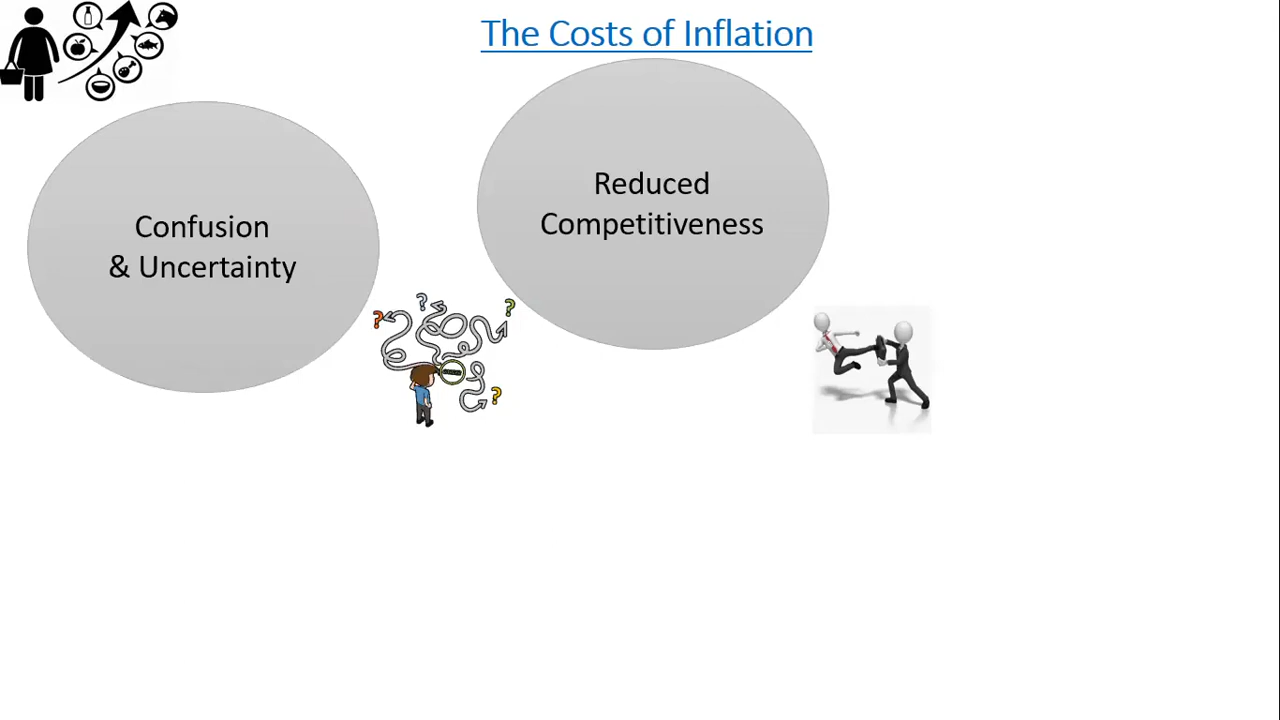 The Costs of Inflation
Confusion
& Uncertainty
Reduced
Competitiveness